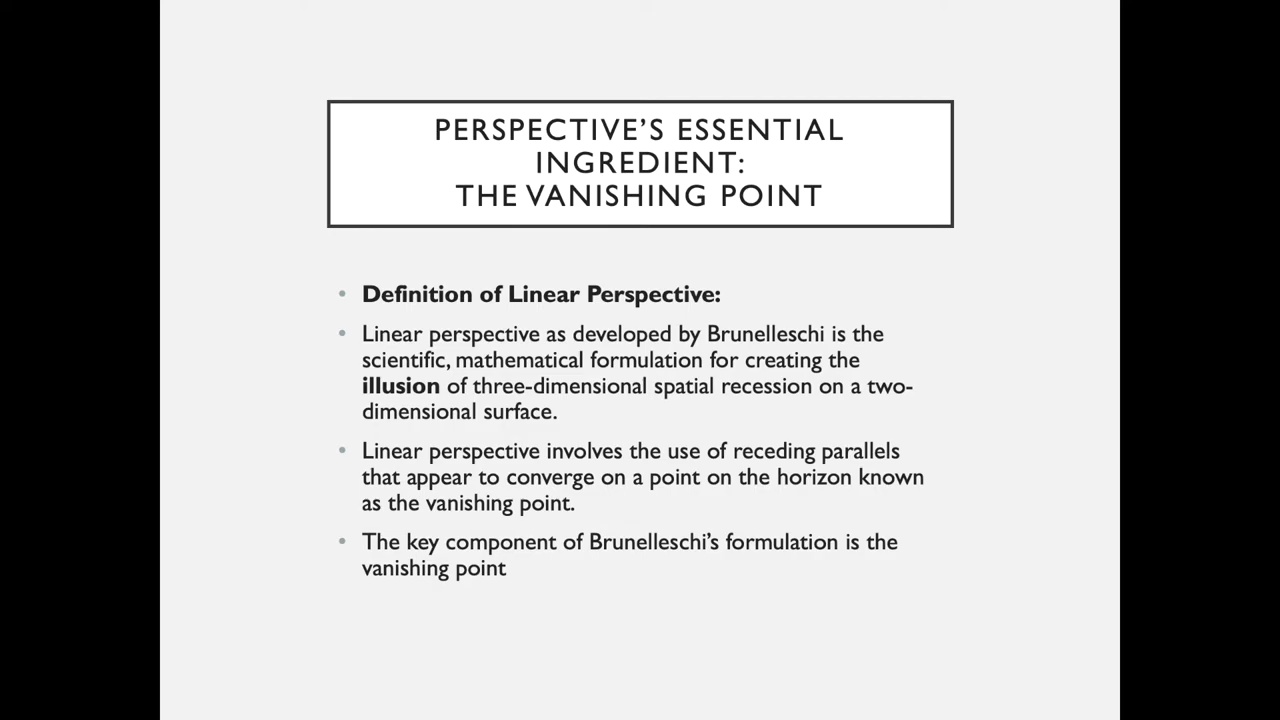 PERSPECTIVE’S ESSENTIAL
INGREDIENT:
THE VANISHING POINT
• Definition of Linear Perspective:
• Linear perspective as developed by Brunelleschi is the
scientific, mathematical formulation for creating the
illusion of three-dimensional spatial recession on a two-
dimensional surface.
• Linear perspective involves the use of receding parallels
that appear to converge on a point on the horizon known
as the vanishing point.
• The key component of Brunelleschi’s formulation is the
vanishing point